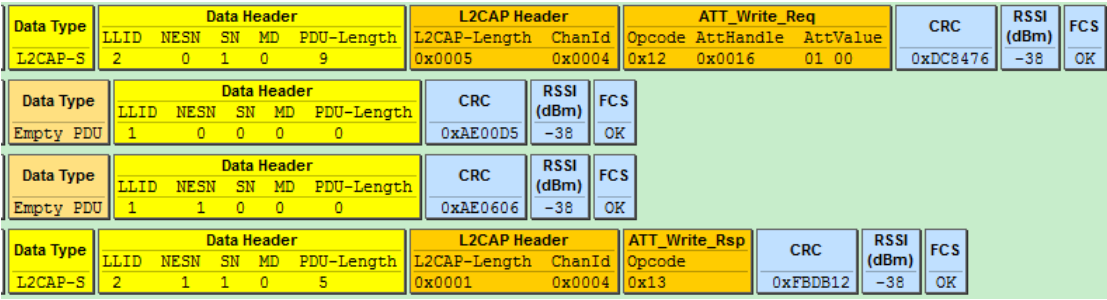 Data Type Data Header L2CAP Header ATT_Write_Req CRC RSSI (dBm) FCS
LLID NESN SN MD PDU-Length L2CAP-Length ChanId Opcode AttHandle AttValue
L2CAP-S 2 0 1 0 9 0x0005 0x0004 0x12 0x0016 01 00 0xDC8476 -38 OK
Data Type Data Header CRC RSSI (dBm) FCS
LLID NESN SN MD PDU-Length
Empty PDU 1 0 0 0 0 0xAE00D5 -38 OK
Data Type Data Header CRC RSSI (dBm) FCS
LLID NESN SN MD PDU-Length
Empty PDU 1 1 0 0 0 0xAE0606 -38 OK
Data Type Data Header L2CAP Header ATT_Write_Rsp CRC RSSI (dBm) FCS
LLID NESN SN MD PDU-Length L2CAP-Length ChanId Opcode
L2CAP-S 2 1 1 0 5 0x0001 0x0004 0x13 0xFBDB12 -38 OK